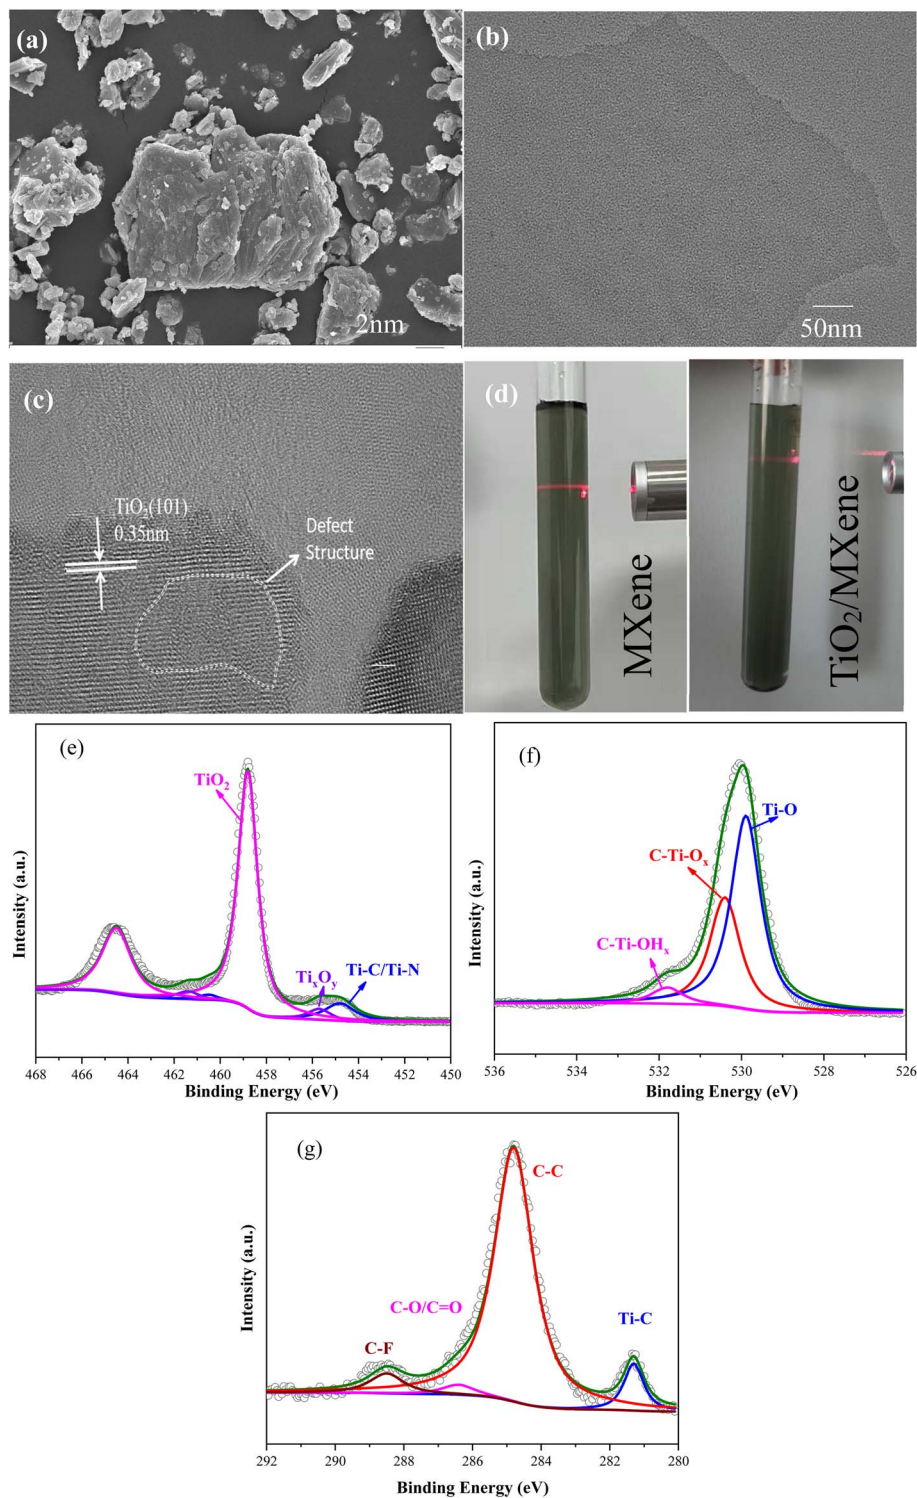 (a)
2nm
(b)
50nm
(c)
TiO₂(101)
0.35nm
Defect
Structure
(d)
MXene
TiO₂/MXene
(e)
TiO₂
TiₓOᵧ
Ti-C/Ti-N
Intensity (a.u.)
468 466 464 462 460 458 456 454 452 450
Binding Energy (eV)
(f)
Ti-O
C-Ti-Oₓ
C-Ti-OHₓ
Intensity (a.u.)
536 534 532 530 528 526
Binding Energy (eV)
(g)
C-C
C-O/C=O
C-F
Ti-C
Intensity (a.u.)
292 290 288 286 284 282 280
Binding Energy (eV)